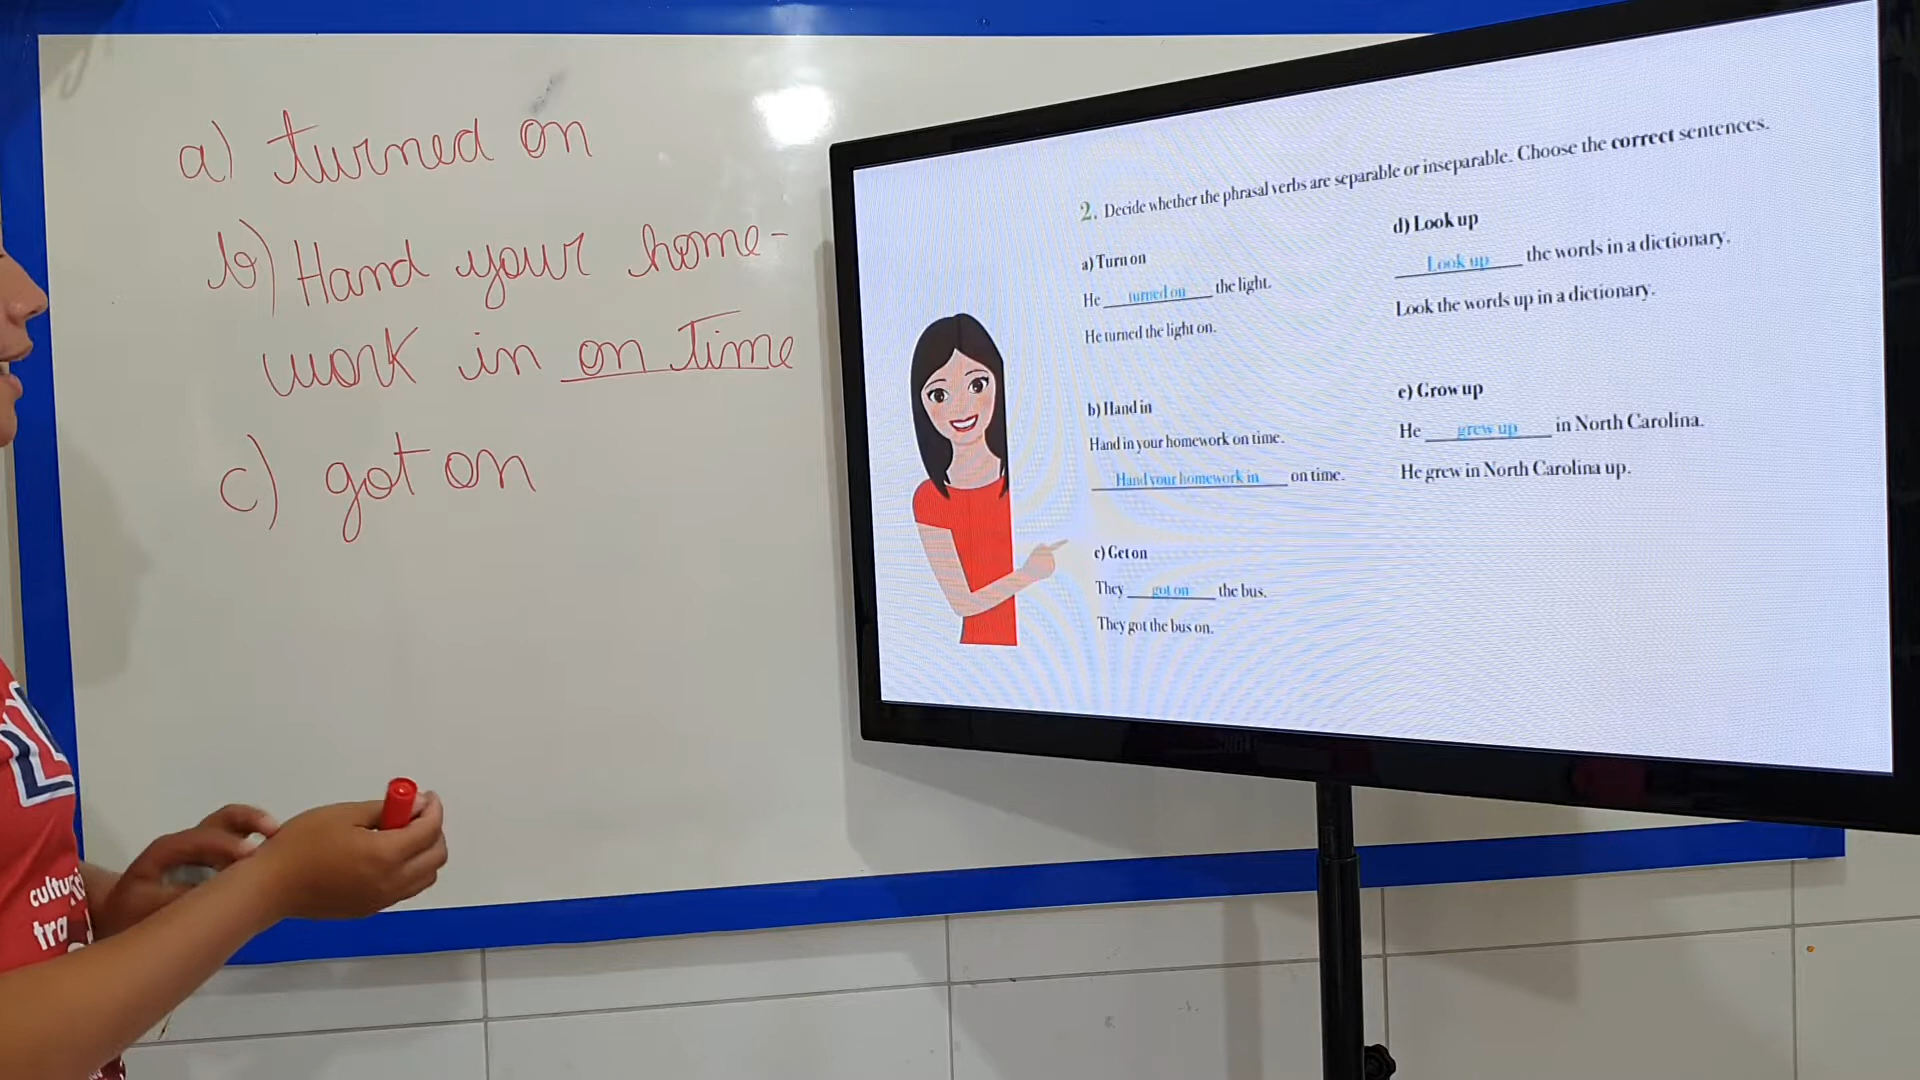 a) turned on
b) Hand your home-
work in on time
c) got on
2. Decide whether the phrasal verbs are separable or inseparable. Choose the correct sentences.
a) Turn on
He turned on the light.
He turned the light on.
b) Hand in
Hand in your homework on time.
Hand your homework in on time.
c) Get on
They got on the bus.
They got the bus on.
d) Look up
Look up the words in a dictionary.
Look the words up in a dictionary.
e) Grow up
He grew up in North Carolina.
He grew in North Carolina up.